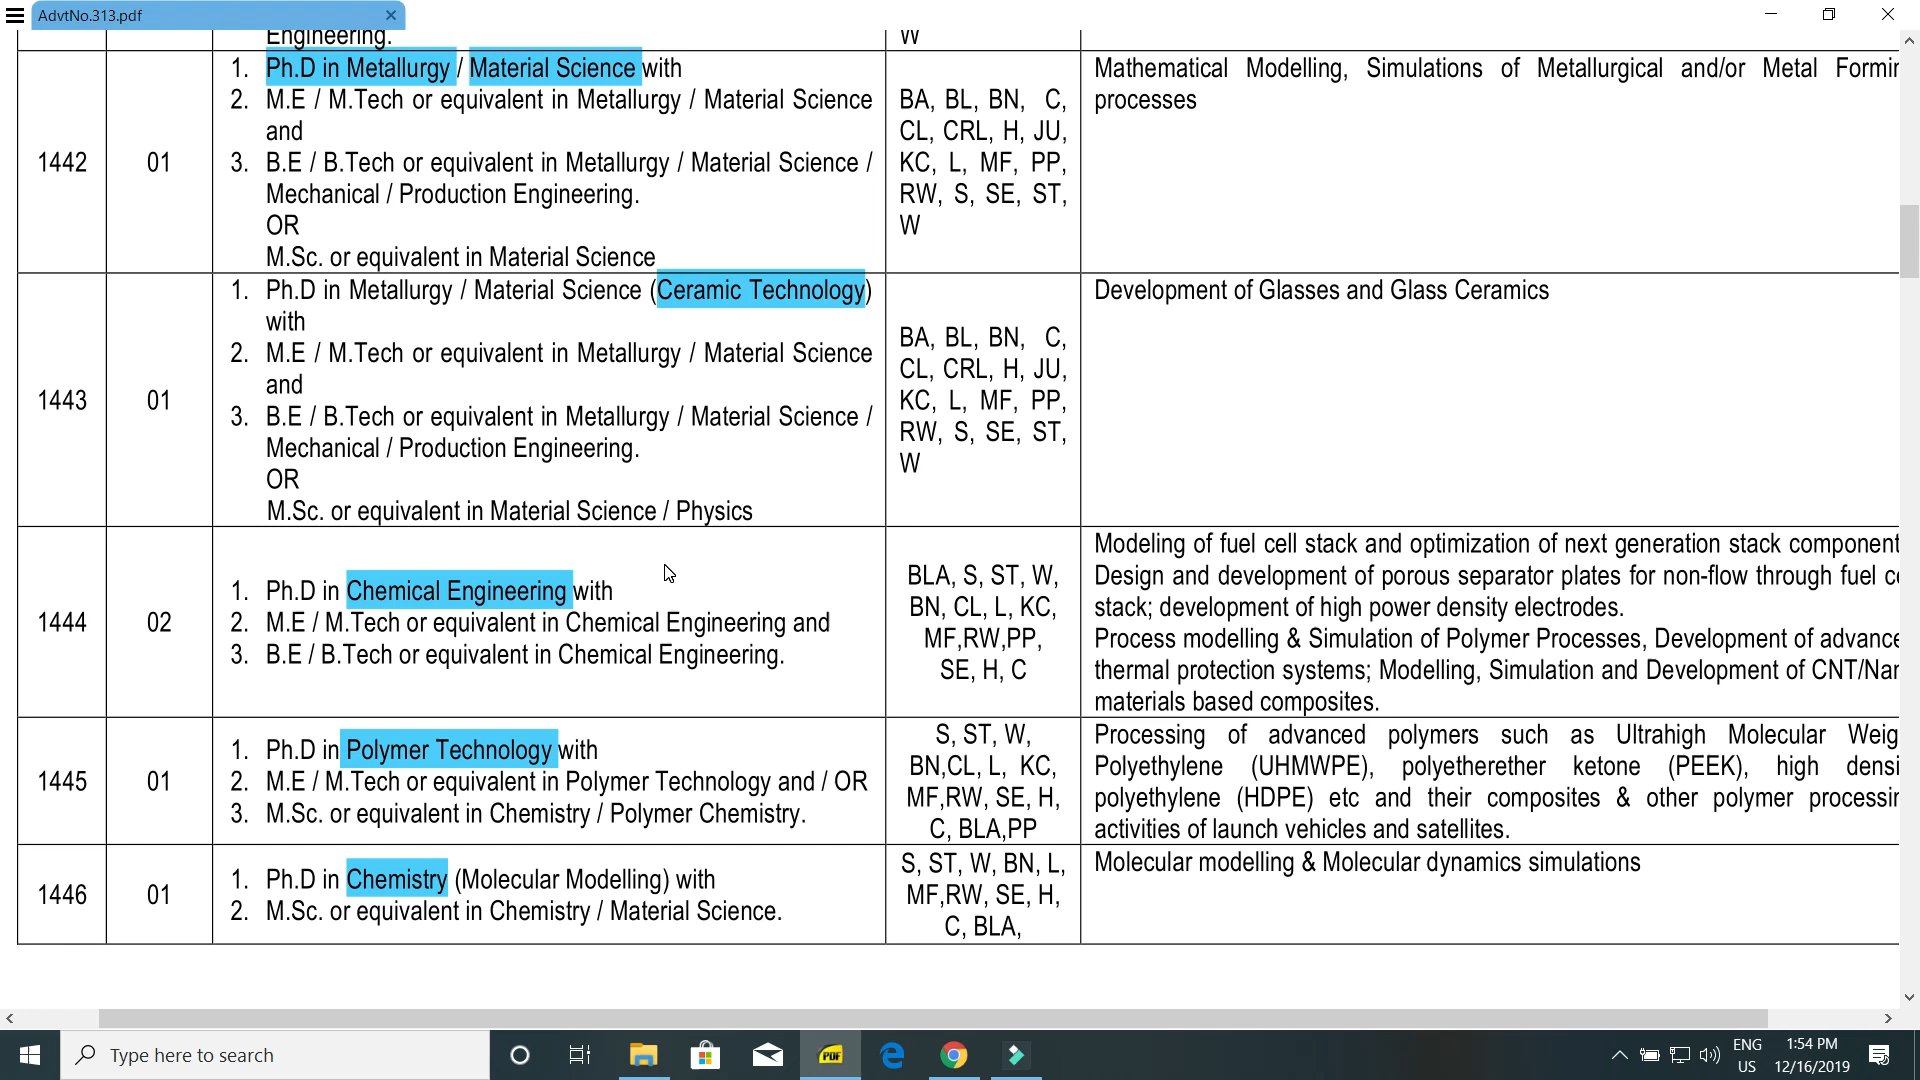 AdvtNo.313.pdf
Engineering.
W
1442
01
1. Ph.D in Metallurgy / Material Science with
2. M.E / M.Tech or equivalent in Metallurgy / Material Science
and
3. B.E / B.Tech or equivalent in Metallurgy / Material Science /
Mechanical / Production Engineering.
OR
M.Sc. or equivalent in Material Science
BA, BL, BN, C,
CL, CRL, H, JU,
KC, L, MF, PP,
RW, S, SE, ST,
W
Mathematical Modelling, Simulations of Metallurgical and/or Metal Formin
processes
1443
01
1. Ph.D in Metallurgy / Material Science (Ceramic Technology)
with
2. M.E / M.Tech or equivalent in Metallurgy / Material Science
and
3. B.E / B.Tech or equivalent in Metallurgy / Material Science /
Mechanical / Production Engineering.
OR
M.Sc. or equivalent in Material Science / Physics
BA, BL, BN, C,
CL, CRL, H, JU,
KC, L, MF, PP,
RW, S, SE, ST,
W
Development of Glasses and Glass Ceramics
1444
02
1. Ph.D in Chemical Engineering with
2. M.E / M.Tech or equivalent in Chemical Engineering and
3. B.E / B.Tech or equivalent in Chemical Engineering.
BLA, S, ST, W,
BN, CL, L, KC,
MF,RW,PP,
SE, H, C
Modeling of fuel cell stack and optimization of next generation stack component
Design and development of porous separator plates for non-flow through fuel ce
stack; development of high power density electrodes.
Process modelling & Simulation of Polymer Processes, Development of advance
thermal protection systems; Modelling, Simulation and Development of CNT/Nan
materials based composites.
1445
01
1. Ph.D in Polymer Technology with
2. M.E / M.Tech or equivalent in Polymer Technology and / OR
3. M.Sc. or equivalent in Chemistry / Polymer Chemistry.
S, ST, W,
BN,CL, L, KC,
MF,RW, SE, H,
C, BLA,PP
Processing of advanced polymers such as Ultrahigh Molecular Weig
Polyethylene (UHMWPE), polyetherether ketone (PEEK), high densi
polyethylene (HDPE) etc and their composites & other polymer processin
activities of launch vehicles and satellites.
1446
01
1. Ph.D in Chemistry (Molecular Modelling) with
2. M.Sc. or equivalent in Chemistry / Material Science.
S, ST, W, BN, L,
MF,RW, SE, H,
C, BLA,
Molecular modelling & Molecular dynamics simulations
Type here to search
PDF
ENG
US
1:54 PM
12/16/2019